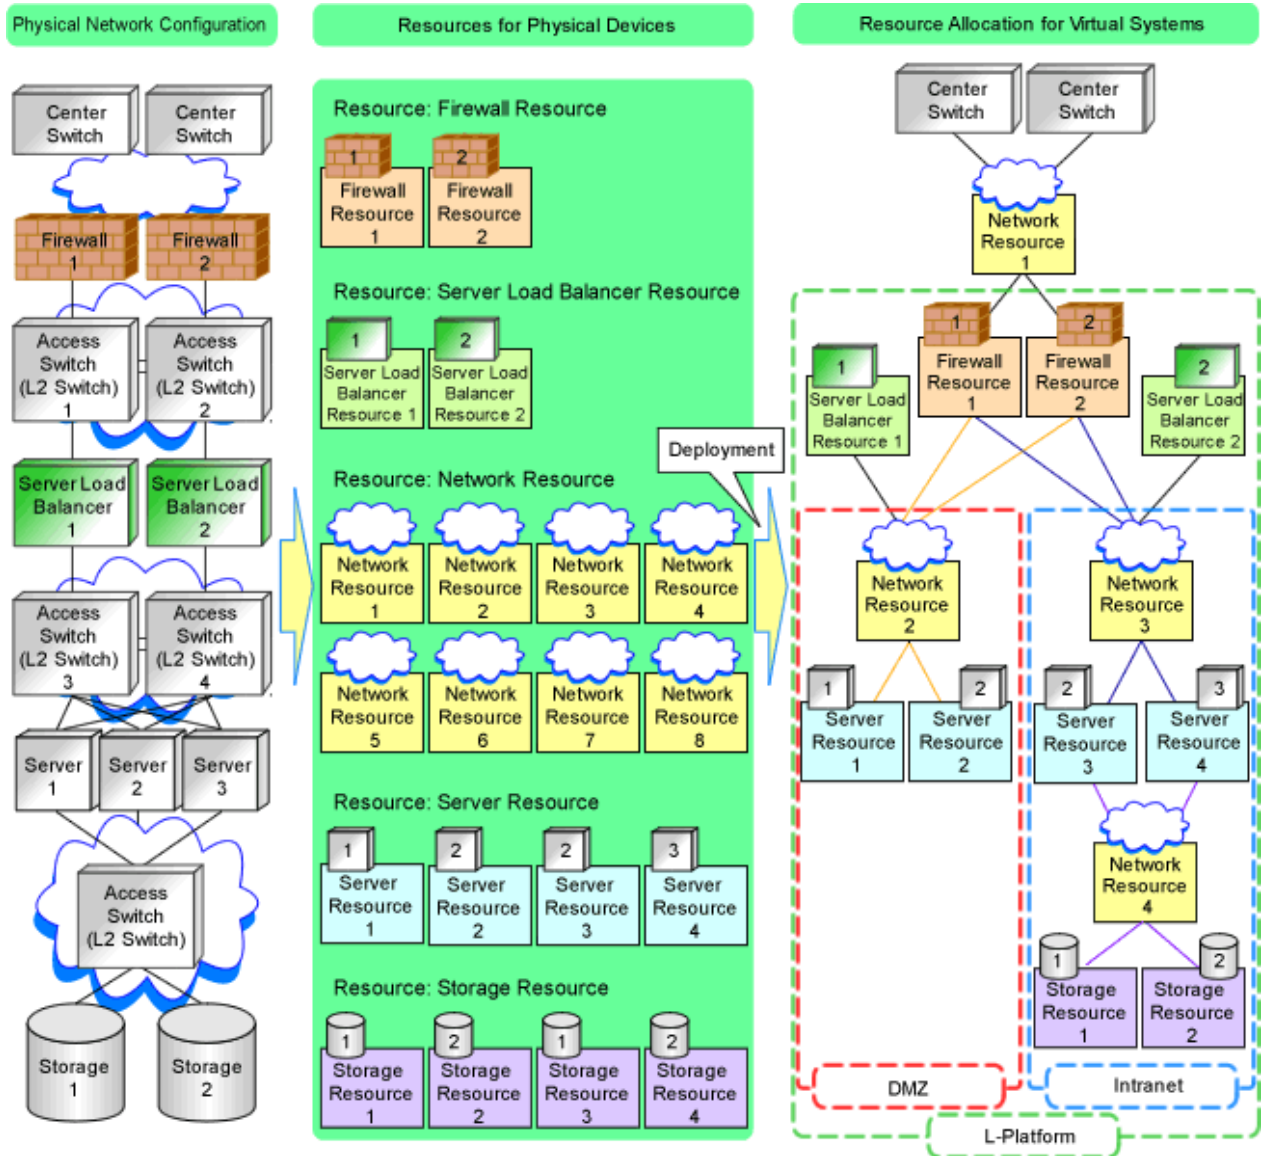 Physical Network Configuration
Resources for Physical Devices
Resource Allocation for Virtual Systems
Center
Switch
Center
Switch
Firewall
1
Firewall
2
Access
Switch
(L2 Switch)
1
Access
Switch
(L2 Switch)
2
Server Load
Balancer
1
Server Load
Balancer
2
Access
Switch
(L2 Switch)
3
Access
Switch
(L2 Switch)
4
Server
1
Server
2
Server
3
Access
Switch
(L2 Switch)
Storage
1
Storage
2
Resource: Firewall Resource
1
Firewall
Resource
1
2
Firewall
Resource
2
Resource: Server Load Balancer Resource
1
Server Load
Balancer
Resource 1
2
Server Load
Balancer
Resource 2
Resource: Network Resource
Network
Resource
1
Network
Resource
2
Network
Resource
3
Network
Resource
4
Network
Resource
5
Network
Resource
6
Network
Resource
7
Network
Resource
8
Resource: Server Resource
1
Server
Resource
1
2
Server
Resource
2
2
Server
Resource
3
3
Server
Resource
4
Resource: Storage Resource
1
Storage
Resource
1
2
Storage
Resource
2
1
Storage
Resource
3
2
Storage
Resource
4
Deployment
Center
Switch
Center
Switch
Network
Resource
1
1
Firewall
Resource
1
2
Firewall
Resource
2
1
Server Load
Balancer
Resource 1
2
Server Load
Balancer
Resource 2
Network
Resource
2
Network
Resource
3
1
Server
Resource
1
2
Server
Resource
2
2
Server
Resource
3
3
Server
Resource
4
Network
Resource
4
1
Storage
Resource
1
2
Storage
Resource
2
DMZ
Intranet
L-Platform